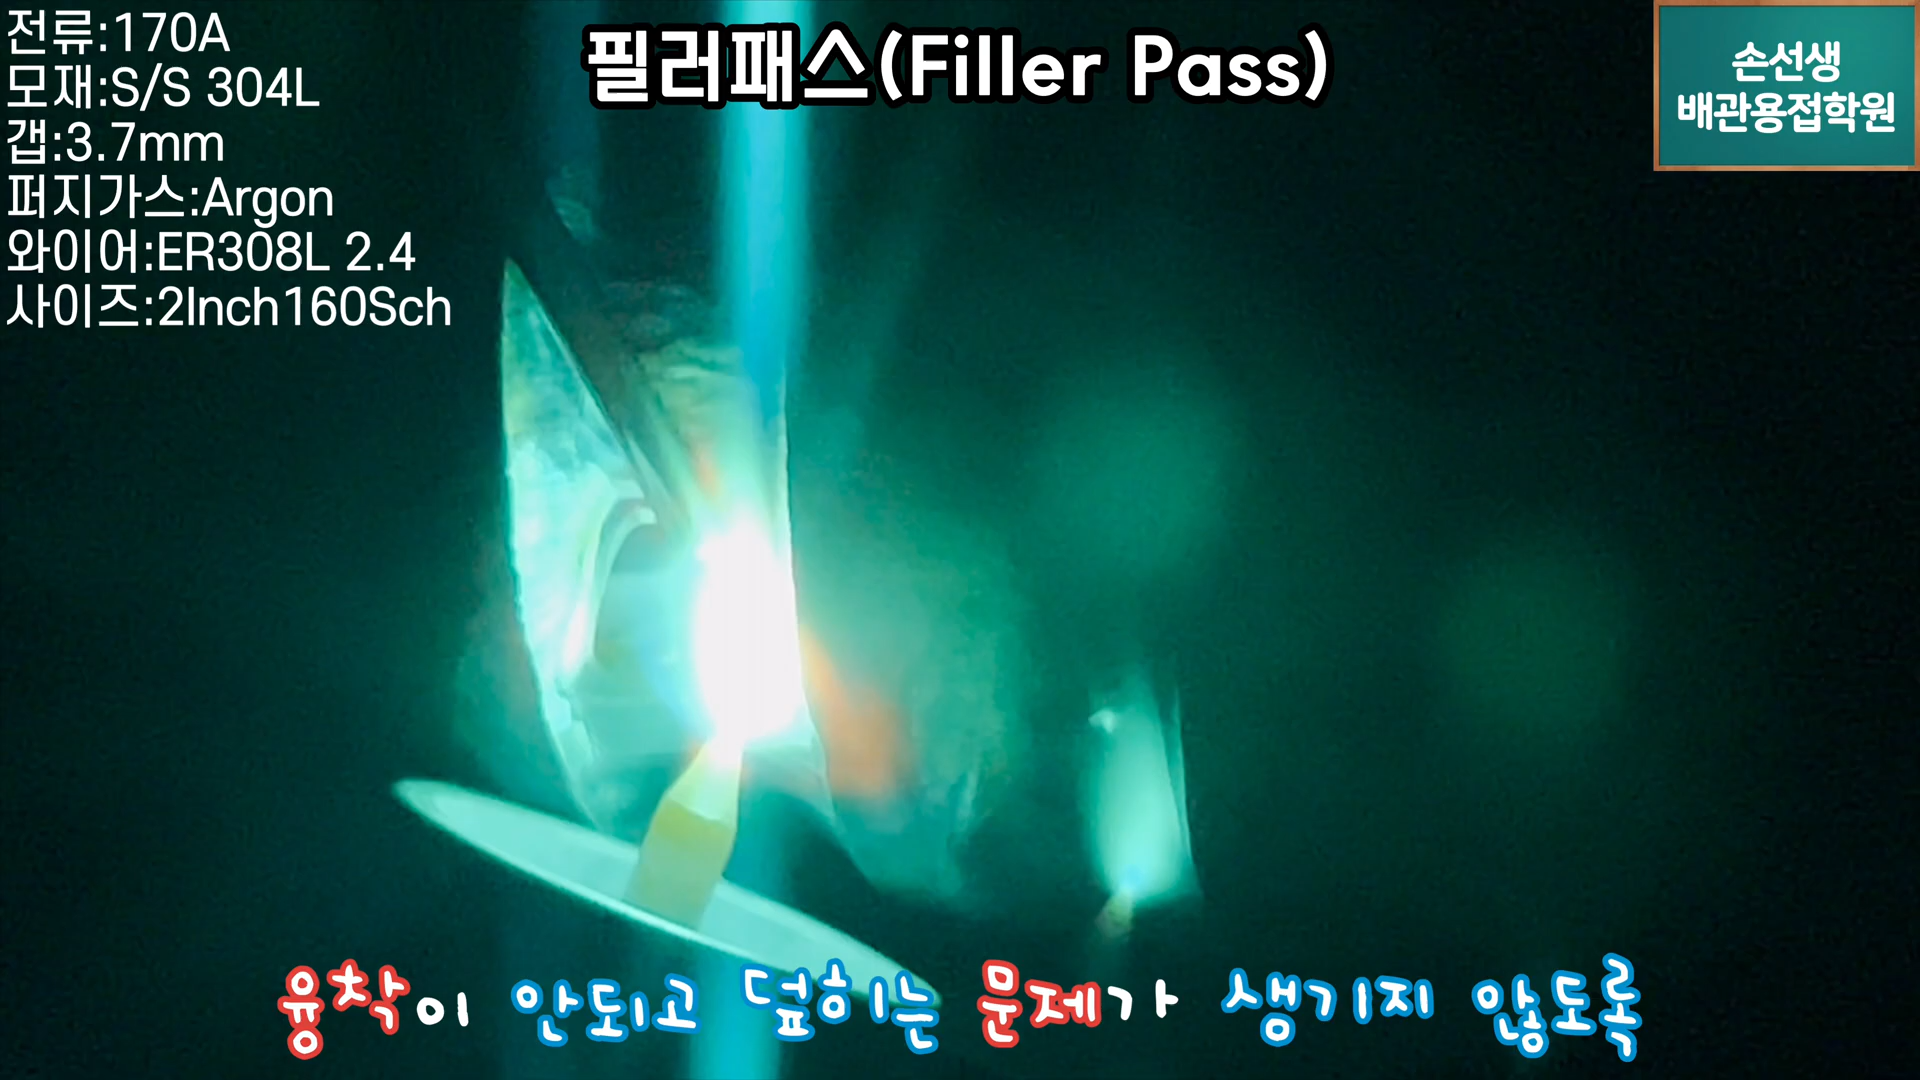 전류:170A
모재:S/S 304L
갭:3.7mm
퍼지가스:Argon
와이어:ER308L 2.4
사이즈:2Inch160Sch
필러패스(Filler Pass)
손선생
배관용접학원
융착이 안되고 덮히는 문제가 생기지 않도록